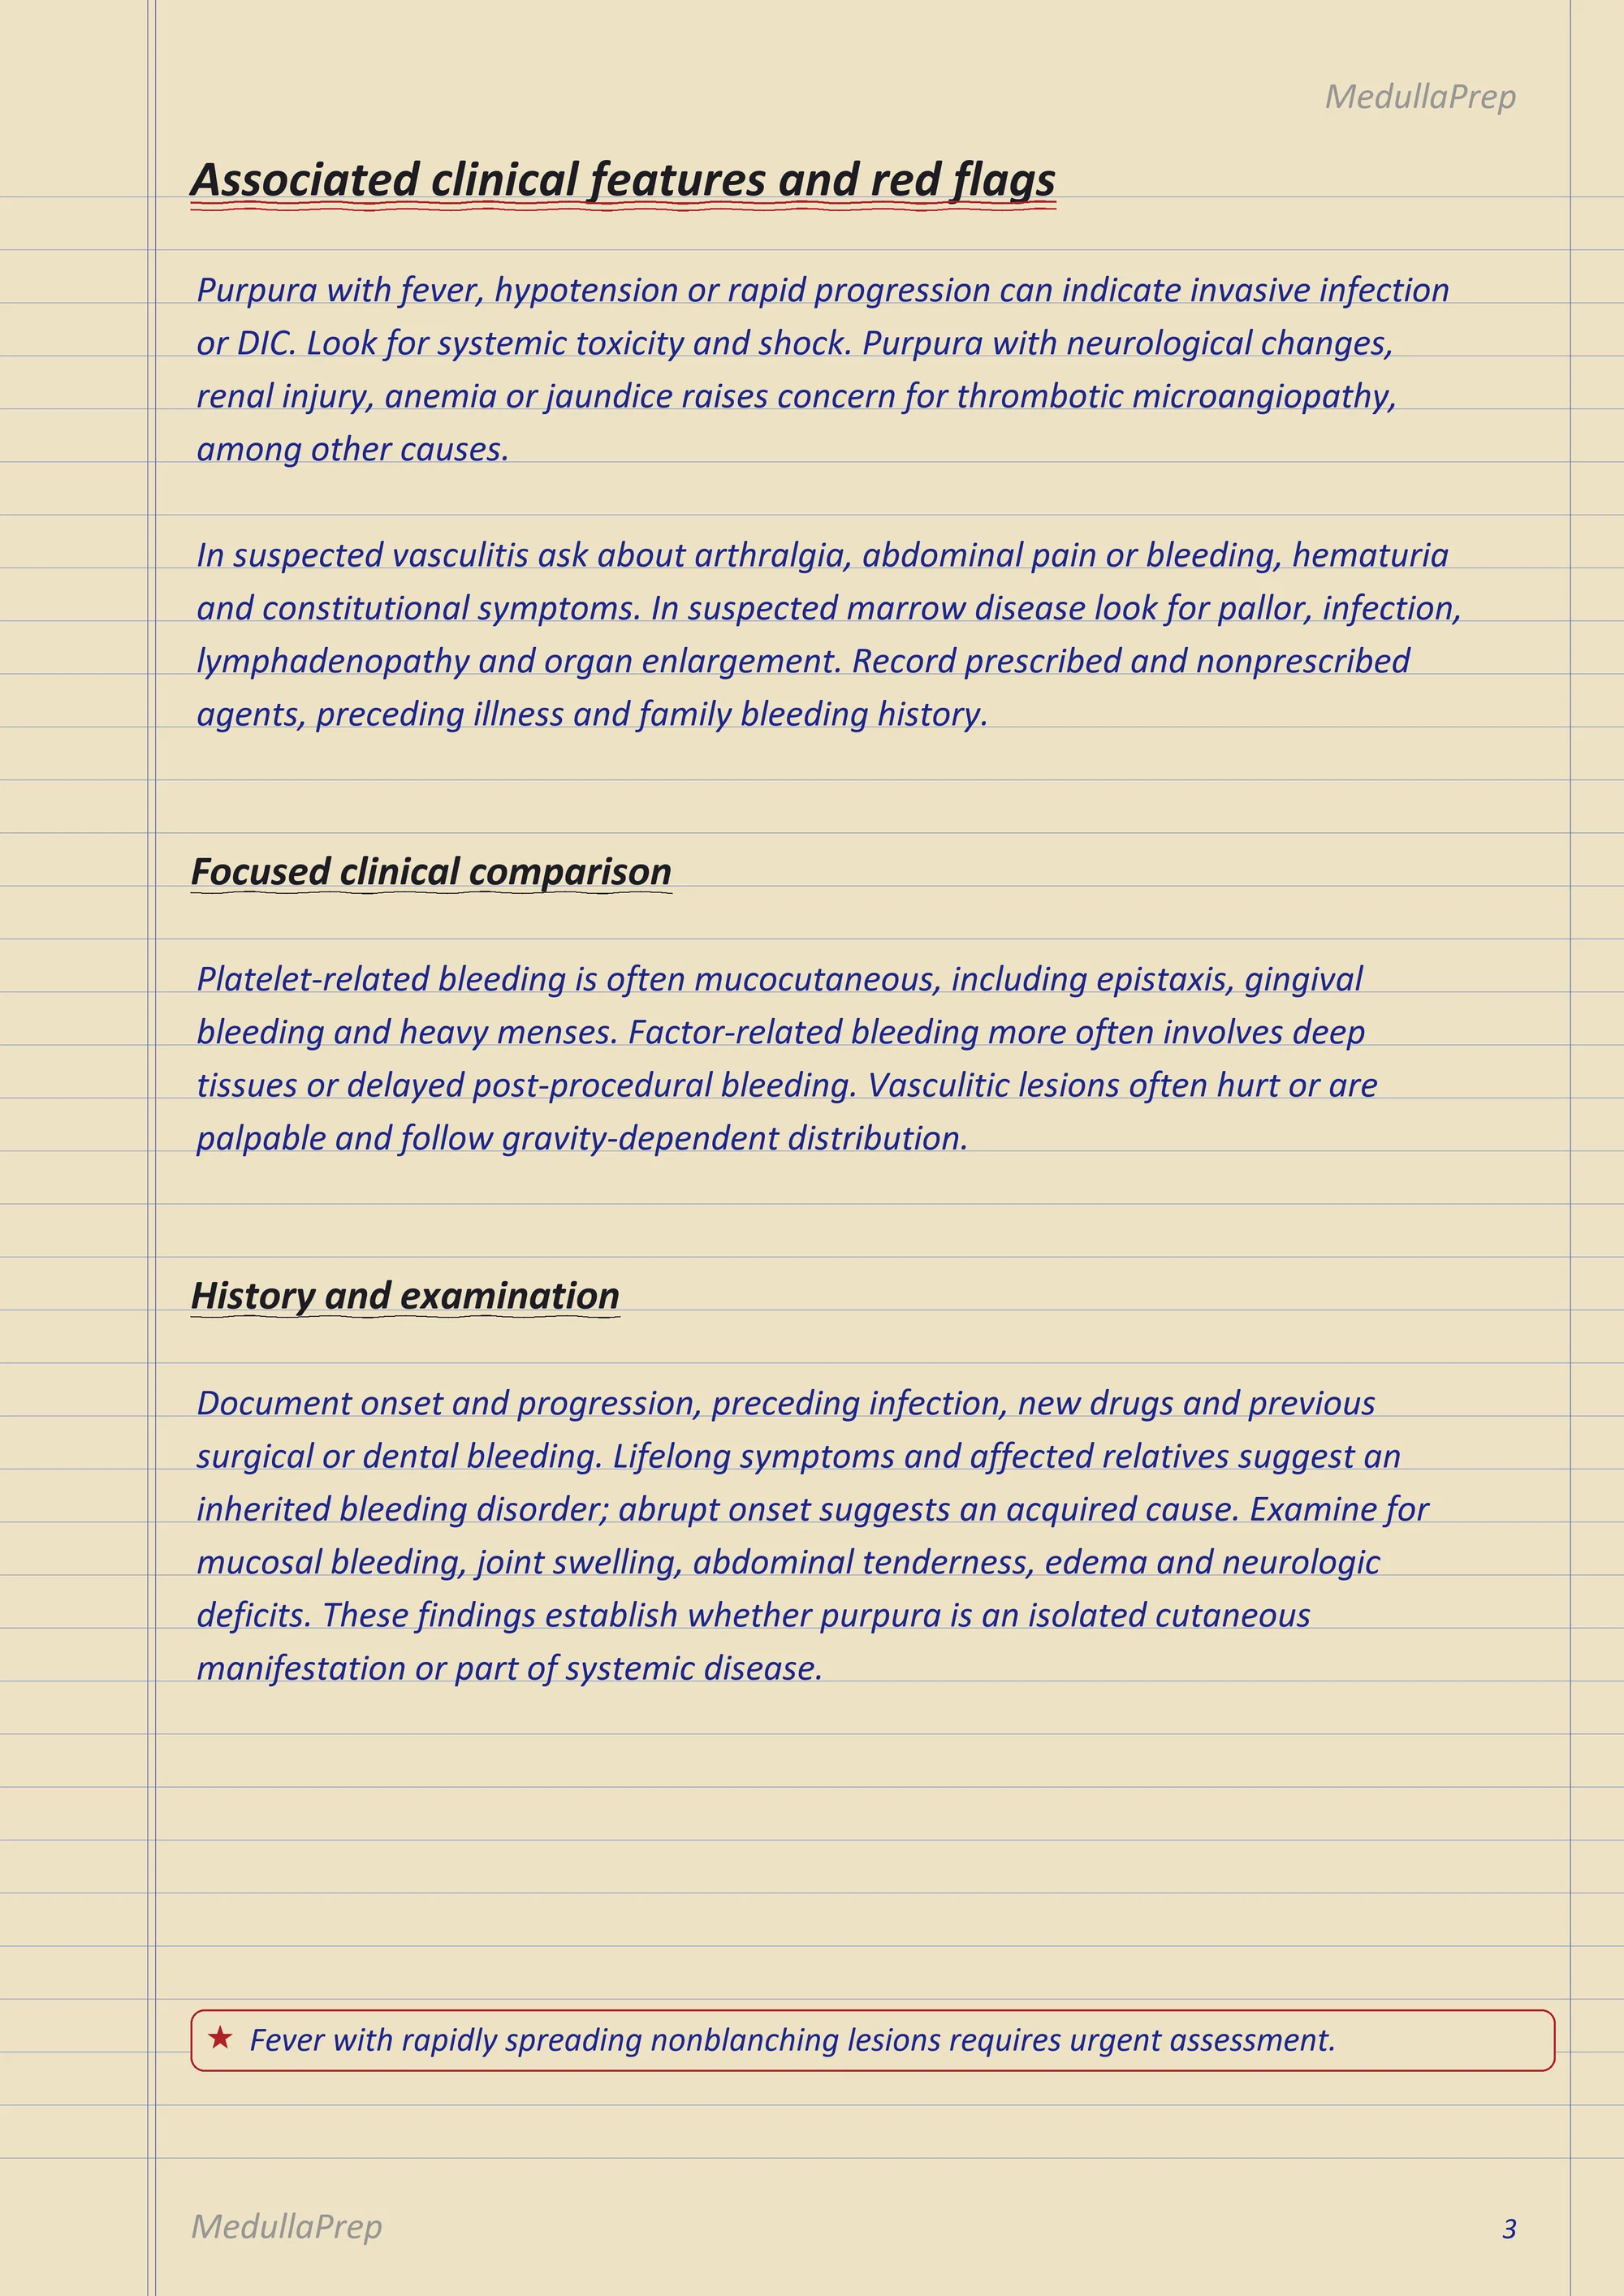 MedullaPrep
Associated clinical features and red flags
Purpura with fever, hypotension or rapid progression can indicate invasive infection
or DIC. Look for systemic toxicity and shock. Purpura with neurological changes,
renal injury, anemia or jaundice raises concern for thrombotic microangiopathy,
among other causes.
In suspected vasculitis ask about arthralgia, abdominal pain or bleeding, hematuria
and constitutional symptoms. In suspected marrow disease look for pallor, infection,
lymphadenopathy and organ enlargement. Record prescribed and nonprescribed
agents, preceding illness and family bleeding history.
Focused clinical comparison
Platelet-related bleeding is often mucocutaneous, including epistaxis, gingival
bleeding and heavy menses. Factor-related bleeding more often involves deep
tissues or delayed post-procedural bleeding. Vasculitic lesions often hurt or are
palpable and follow gravity-dependent distribution.
History and examination
Document onset and progression, preceding infection, new drugs and previous
surgical or dental bleeding. Lifelong symptoms and affected relatives suggest an
inherited bleeding disorder; abrupt onset suggests an acquired cause. Examine for
mucosal bleeding, joint swelling, abdominal tenderness, edema and neurologic
deficits. These findings establish whether purpura is an isolated cutaneous
manifestation or part of systemic disease.
★ Fever with rapidly spreading nonblanching lesions requires urgent assessment.
MedullaPrep
3